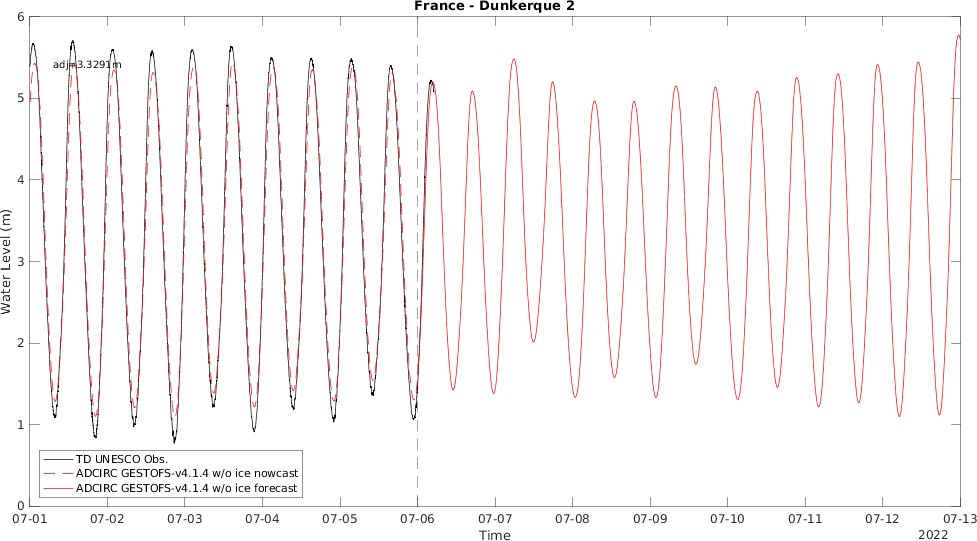 France - Dunkerque 2
6
adj=3.3291m
5
4
3
2
1
0
Water Level (m)
TD UNESCO Obs.
ADCIRC GESTOFS-v4.1.4 w/o ice nowcast
ADCIRC GESTOFS-v4.1.4 w/o ice forecast
07-01 07-02 07-03 07-04 07-05 07-06 07-07 07-08 07-09 07-10 07-11 07-12 07-13
Time
2022